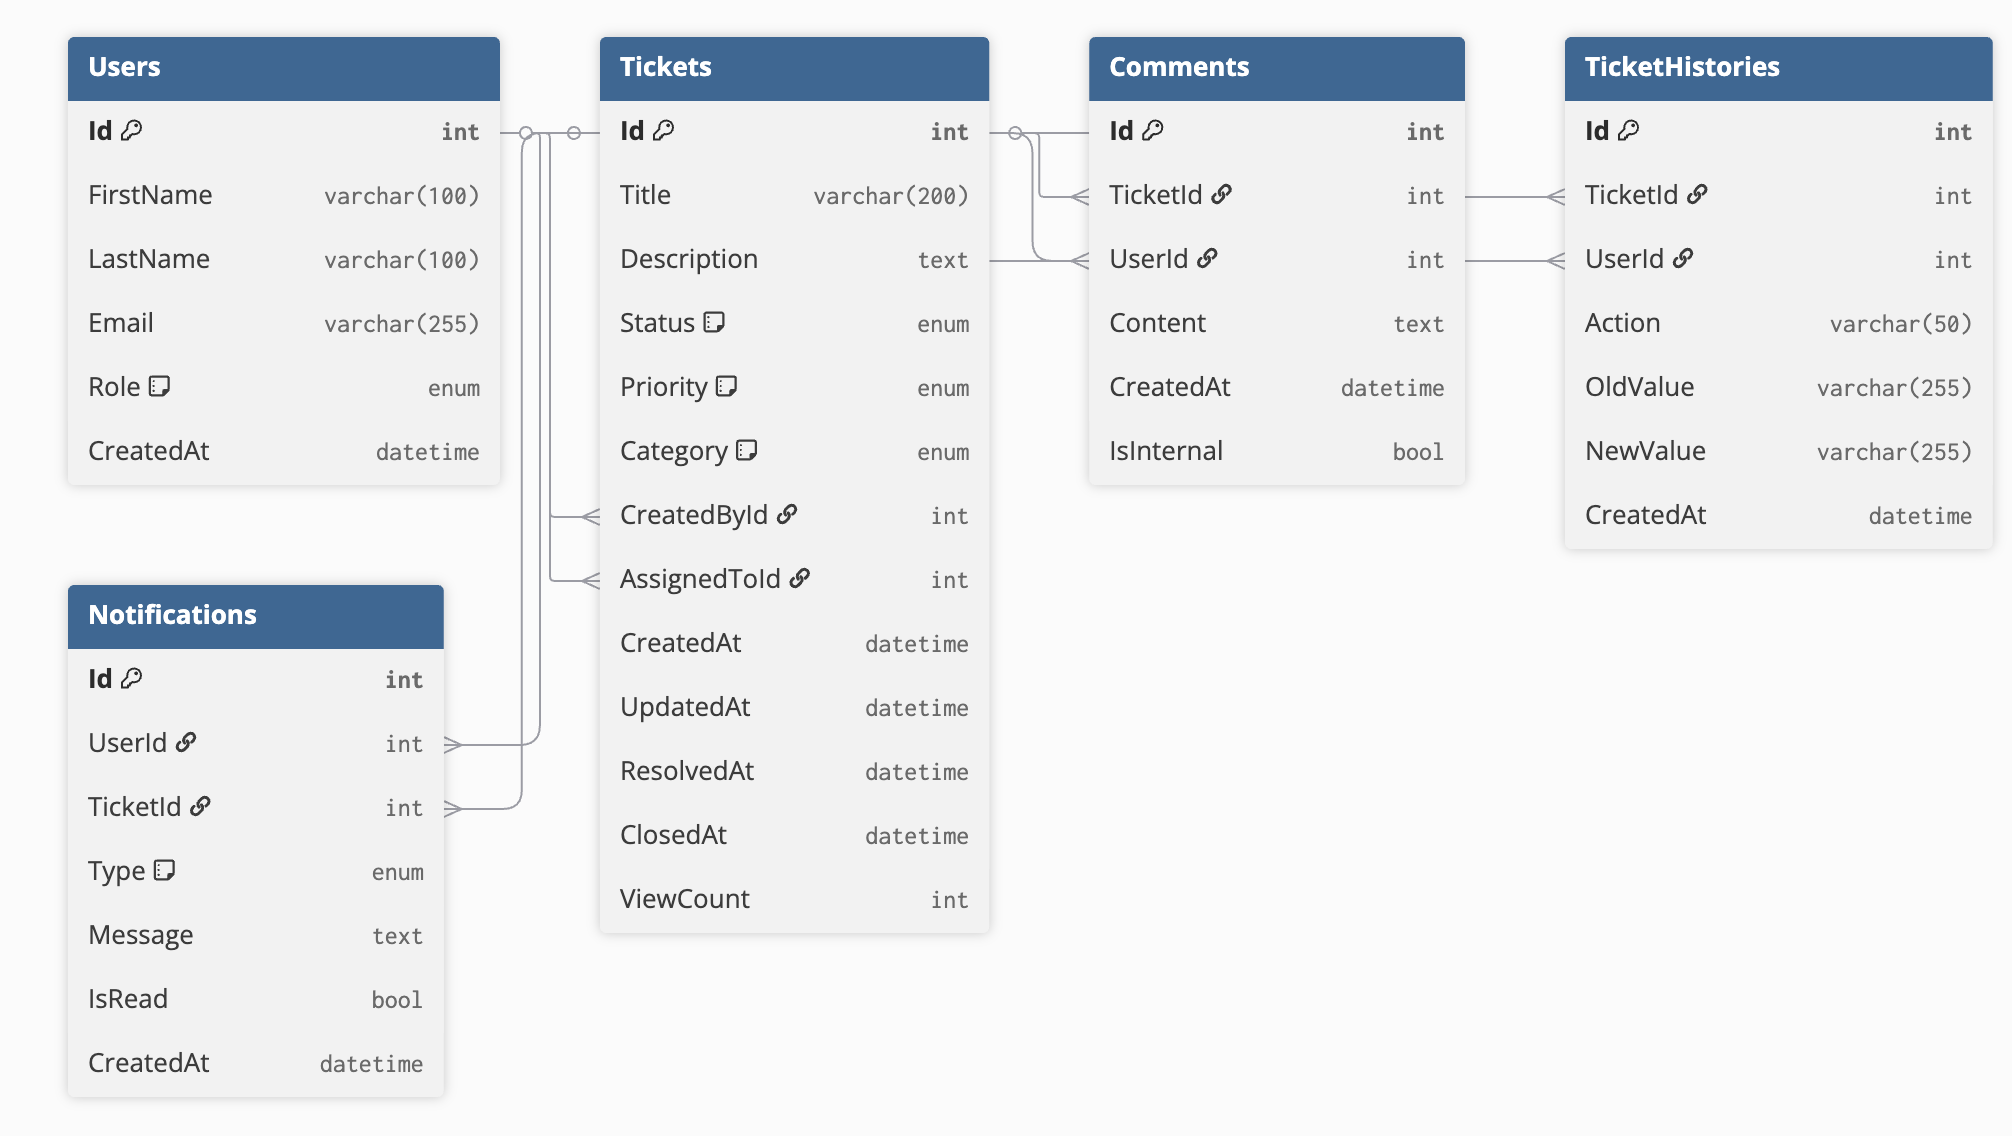 Users
Id int
FirstName varchar(100)
LastName varchar(100)
Email varchar(255)
Role enum
CreatedAt datetime
Notifications
Id int
UserId int
TicketId int
Type enum
Message text
IsRead bool
CreatedAt datetime
Tickets
Id int
Title varchar(200)
Description text
Status enum
Priority enum
Category enum
CreatedById int
AssignedToId int
CreatedAt datetime
UpdatedAt datetime
ResolvedAt datetime
ClosedAt datetime
ViewCount int
Comments
Id int
TicketId int
UserId int
Content text
CreatedAt datetime
IsInternal bool
TicketHistories
Id int
TicketId int
UserId int
Action varchar(50)
OldValue varchar(255)
NewValue varchar(255)
CreatedAt datetime